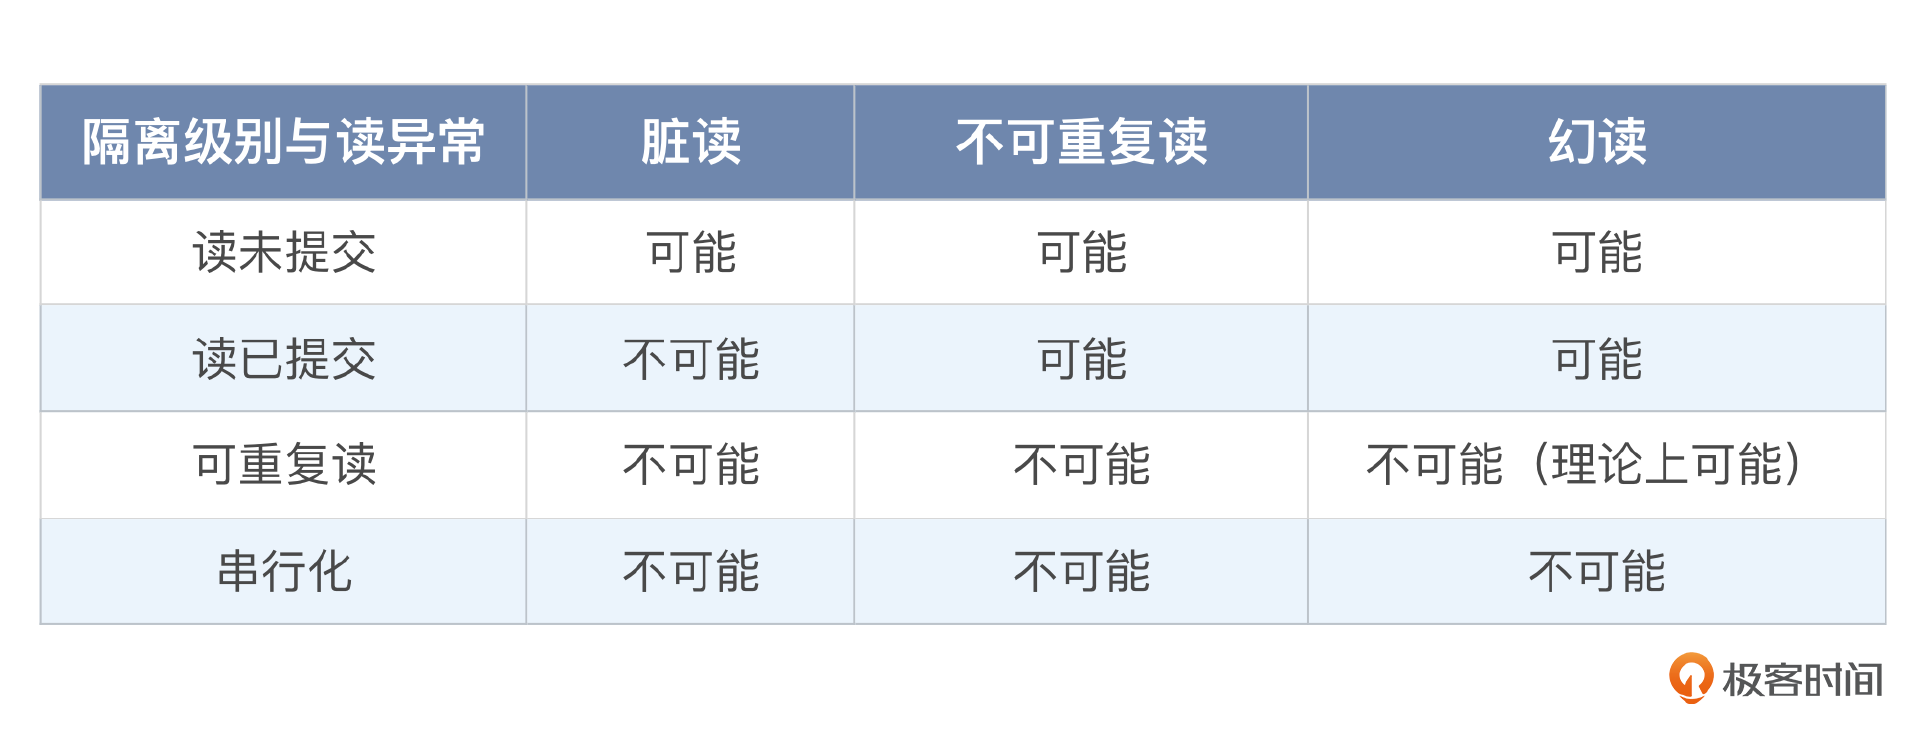 隔离级别与读异常 脏读 不可重复读 幻读
读未提交 可能 可能 可能
读已提交 不可能 可能 可能
可重复读 不可能 不可能 不可能（理论上可能）
串行化 不可能 不可能 不可能
极客时间